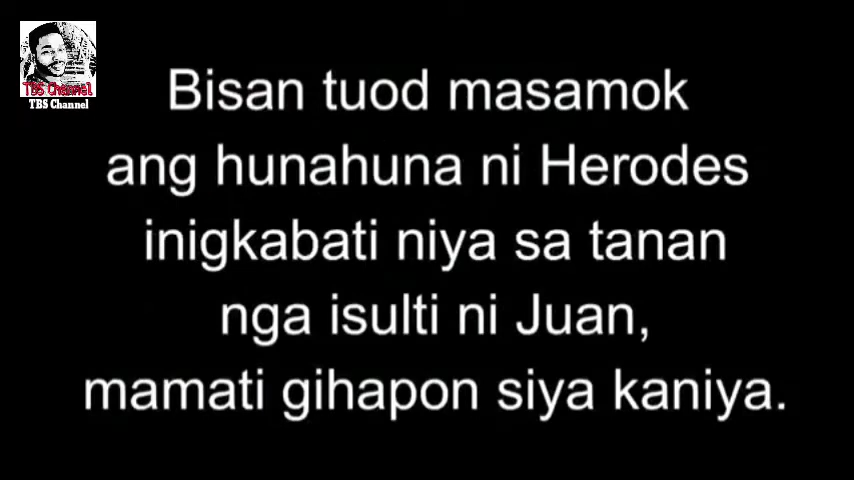 TBS Channel
TBS Channel
Bisan tuod masamok
ang hunahuna ni Herodes
inigkabati niya sa tanan
nga isulti ni Juan,
mamati gihapon siya kaniya.